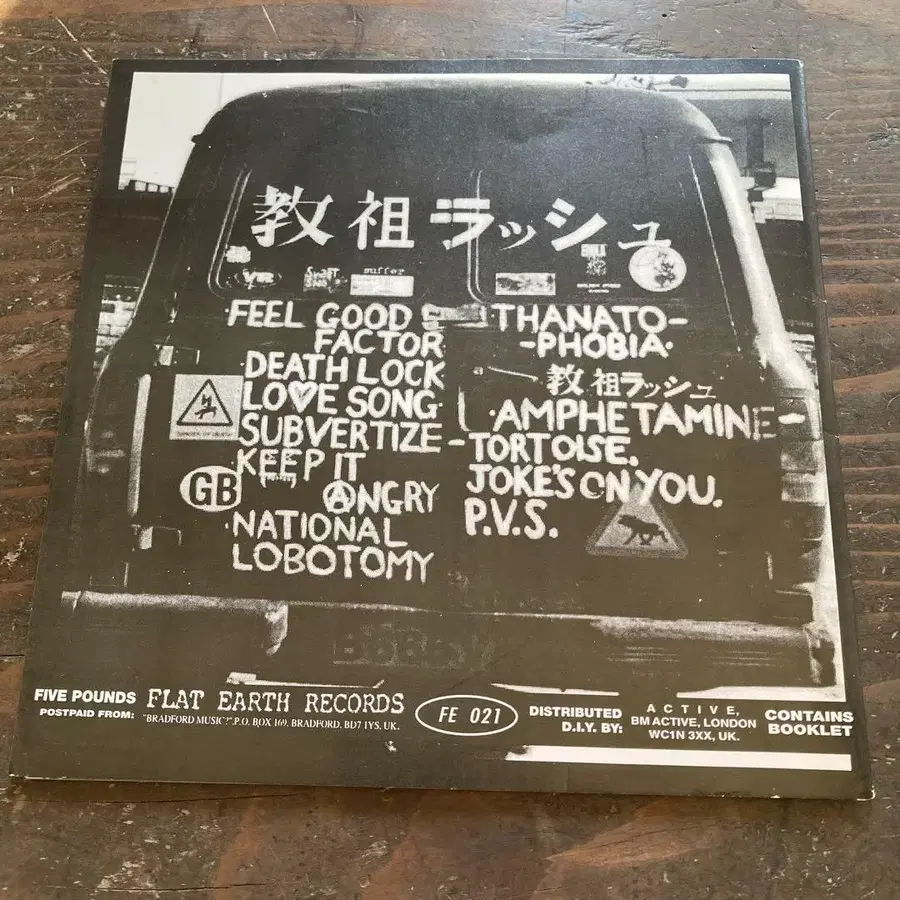 教祖ラッシュ
suffer
FEEL GOOD
FACTOR
DEATH LOCK
LO♥E SONG
SUBVERTIZE
KEEP IT
ANGRY
NATIONAL
LOBOTOMY
GB
THANATO-
-PHOBIA
教祖ラッシュ
AMPHETAMINE
TORTOISE.
JOKE'S ON YOU.
P.V.S.
FIVE POUNDS
POSTPAID FROM:
FLAT EARTH RECORDS
"BRADFORD MUSIC?" P.O. BOX 169, BRADFORD, BD7 1YS, UK.
FE 021
DISTRIBUTED
D.I.Y. BY:
ACTIVE,
BM ACTIVE, LONDON
WC1N 3XX, UK.
CONTAINS
BOOKLET